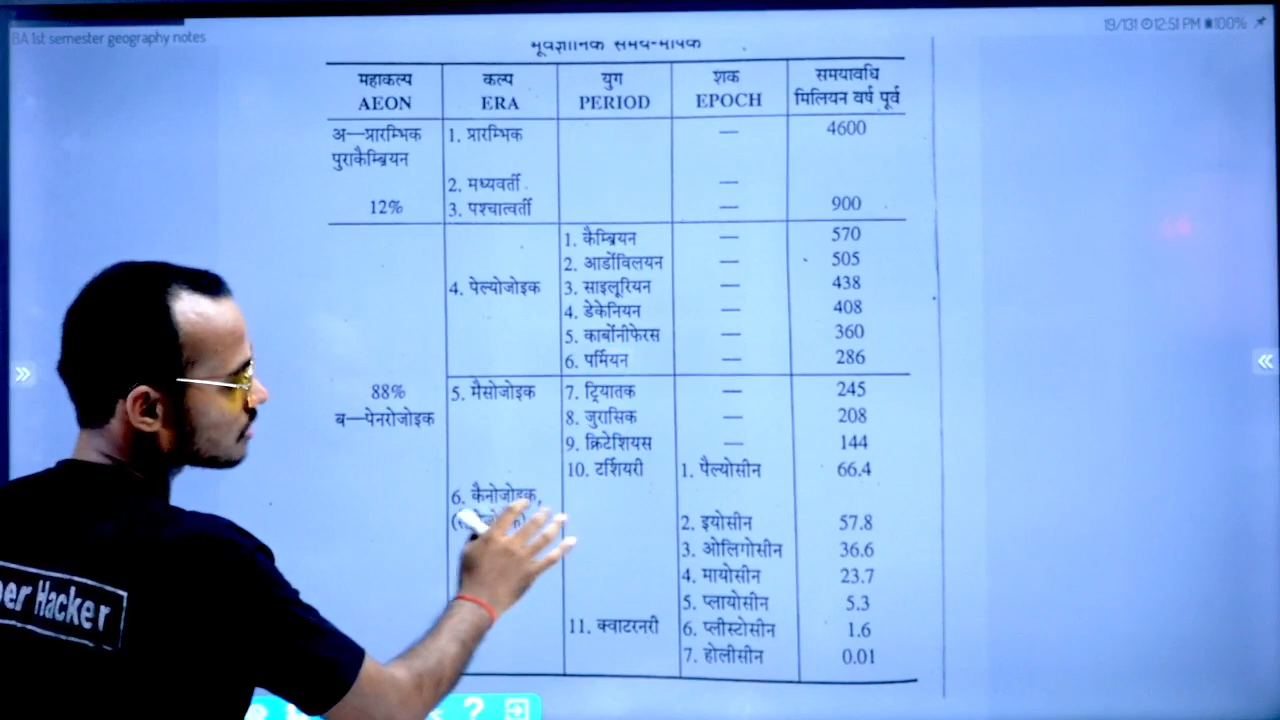 BA 1st semester geography notes
19/131 12:51 PM 100%
भूवैज्ञानिक समय-मापक
महाकल्प कल्प युग शक समयावधि
AEON ERA PERIOD EPOCH मिलियन वर्ष पूर्व
अ—प्रारम्भिक 1. प्रारम्भिक — 4600
पुराकैम्ब्रियन
2. मध्यवर्ती —
12% 3. पश्चात्वर्ती — 900
1. कैम्ब्रियन — 570
2. आर्डोविलयन — 505
4. पेल्योजोइक 3. साइलूरियन — 438
4. डेकेनियन — 408
5. कार्बोनीफेरस — 360
6. पर्मियन — 286
88% 5. मैसोजोइक 7. ट्रियातक — 245
ब—पेनरोजोइक 8. जुरासिक — 208
9. क्रिटेशियस — 144
10. टर्शियरी 1. पैल्योसीन 66.4
6. कैनोजोइक,
2. इयोसीन 57.8
3. ओलिगोसीन 36.6
4. मायोसीन 23.7
5. प्लायोसीन 5.3
11. क्वाटरनरी 6. प्लीस्टोसीन 1.6
7. होलीसीन 0.01
er Hacker